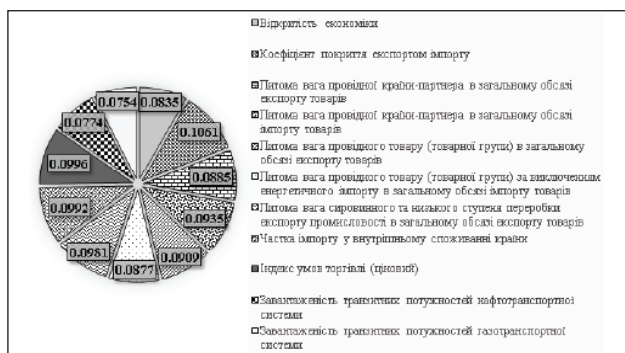 Відкритість економіки
Коефіцієнт покриття експортом імпорту
Питома вага провідної країни-партнера в загальному обсязі
експорту товарів
Питома вага провідної країни-партнера в загальному обсязі
імпорту товарів
Питома вага провідного товару (товарної групи) в загальному
обсязі експорту товарів
Питома вага провідного товару (товарної групи) за виключенням
енергетичного імпорту в загальному обсязі імпорту товарів
Питома вага сировинного та низького ступеня переробки
експорту промисловості в загальному обсязі експорту товарів
Частка імпорту у внутрішньому споживанні країни
Індекс умов торгівлі (ціновий)
Завантаженість транзитних потужностей нафтотранспортної
системи
Завантаженість транзитних потужностей газотранспортної
системи
0.0754 0.0835
0.0774
0.1061
0.0996
0.0885
0.0992
0.0935
0.0981
0.0909
0.0877